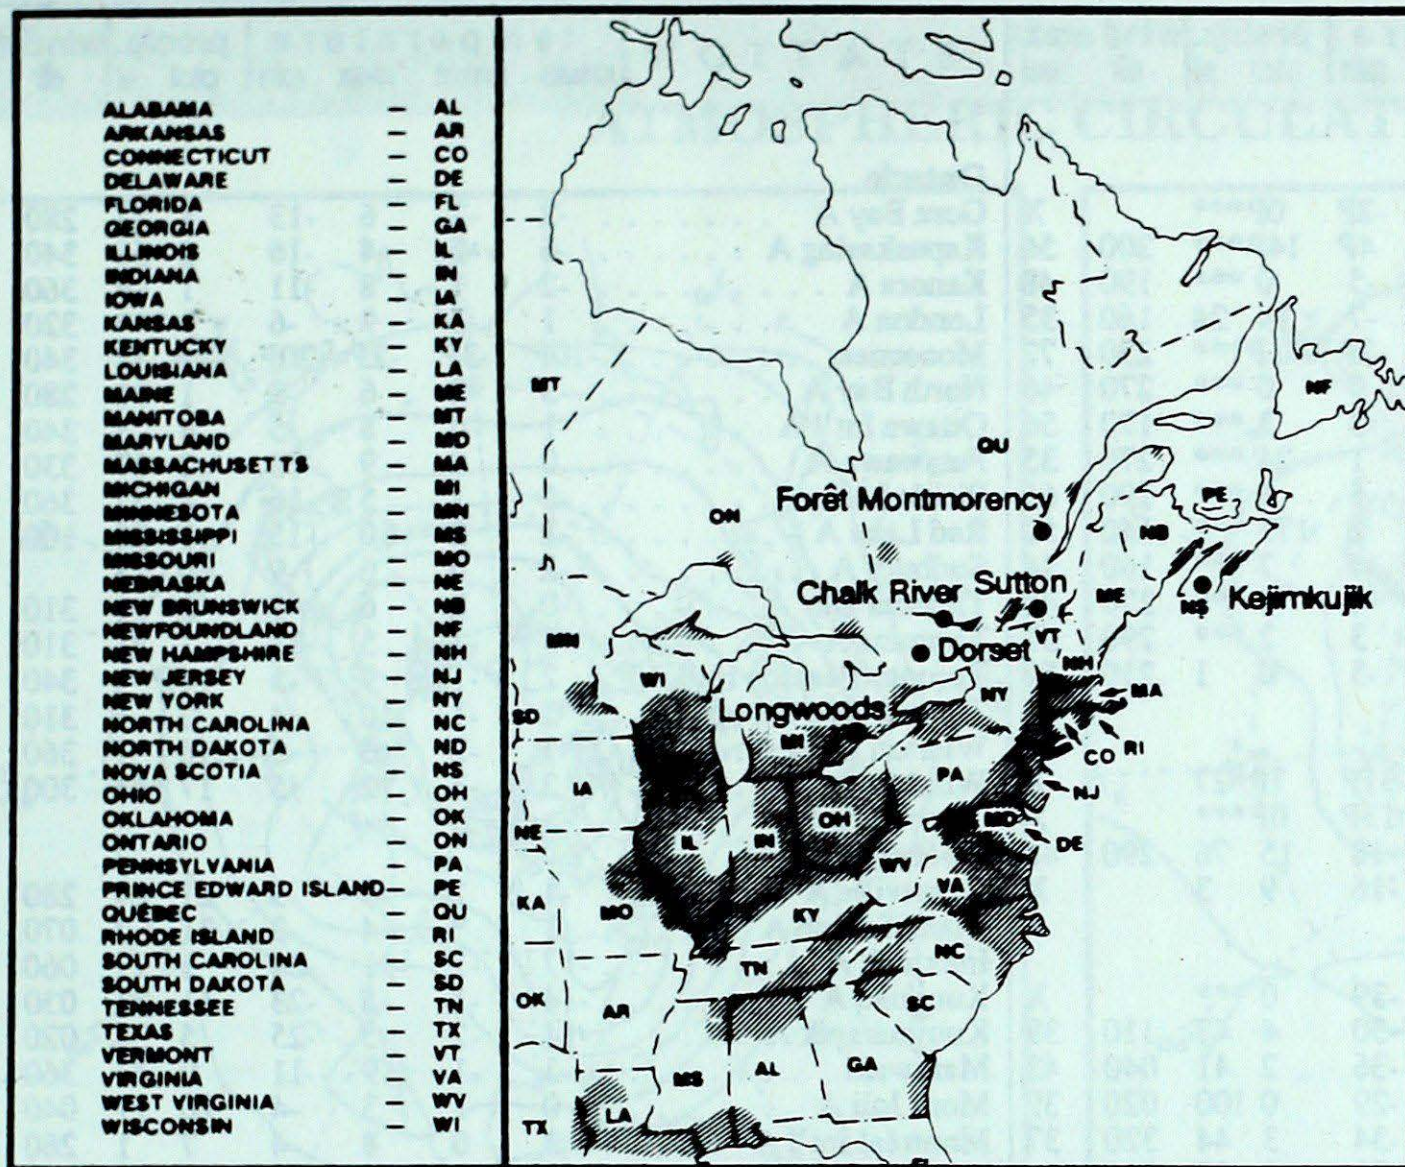 ALABAMA – AL
ARKANSAS – AR
CONNECTICUT – CO
DELAWARE – DE
FLORIDA – FL
GEORGIA – GA
ILLINOIS – IL
INDIANA – IN
IOWA – IA
KANSAS – KA
KENTUCKY – KY
LOUISIANA – LA
MAINE – ME
MANITOBA – MT
MARYLAND – MD
MASSACHUSETTS – MA
MICHIGAN – MI
MINNESOTA – MN
MISSISSIPPI – MS
MISSOURI – MO
NEBRASKA – NE
NEW BRUNSWICK – NB
NEWFOUNDLAND – NF
NEW HAMPSHIRE – NH
NEW JERSEY – NJ
NEW YORK – NY
NORTH CAROLINA – NC
NORTH DAKOTA – ND
NOVA SCOTIA – NS
OHIO – OH
OKLAHOMA – OK
ONTARIO – ON
PENNSYLVANIA – PA
PRINCE EDWARD ISLAND – PE
QUÉBEC – QU
RHODE ISLAND – RI
SOUTH CAROLINA – SC
SOUTH DAKOTA – SD
TENNESSEE – TN
TEXAS – TX
VERMONT – VT
VIRGINIA – VA
WEST VIRGINIA – WV
WISCONSIN – WI
MT
NF
QU
Forêt Montmorency
PE
ON
NB
Chalk River
Sutton
ME
NS
Kejimkujik
MN
Dorset
VT
NH
WI
NY
MA
SD
Longwoods
MI
CO
RI
IA
PA
NJ
NE
IL
IN
OH
MD
DE
WV
KA
MO
KY
VA
TN
NC
OK
AR
SC
MS
AL
GA
LA
TX